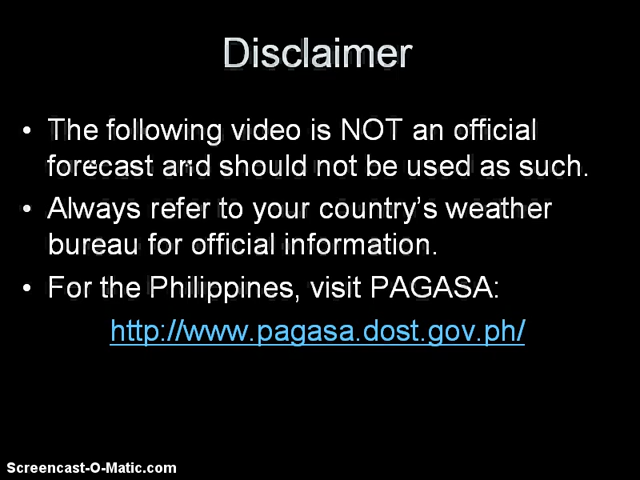 Disclaimer
• The following video is NOT an official
forecast and should not be used as such.
• Always refer to your country's weather
bureau for official information.
• For the Philippines, visit PAGASA:
http://www.pagasa.dost.gov.ph/
Screencast-O-Matic.com